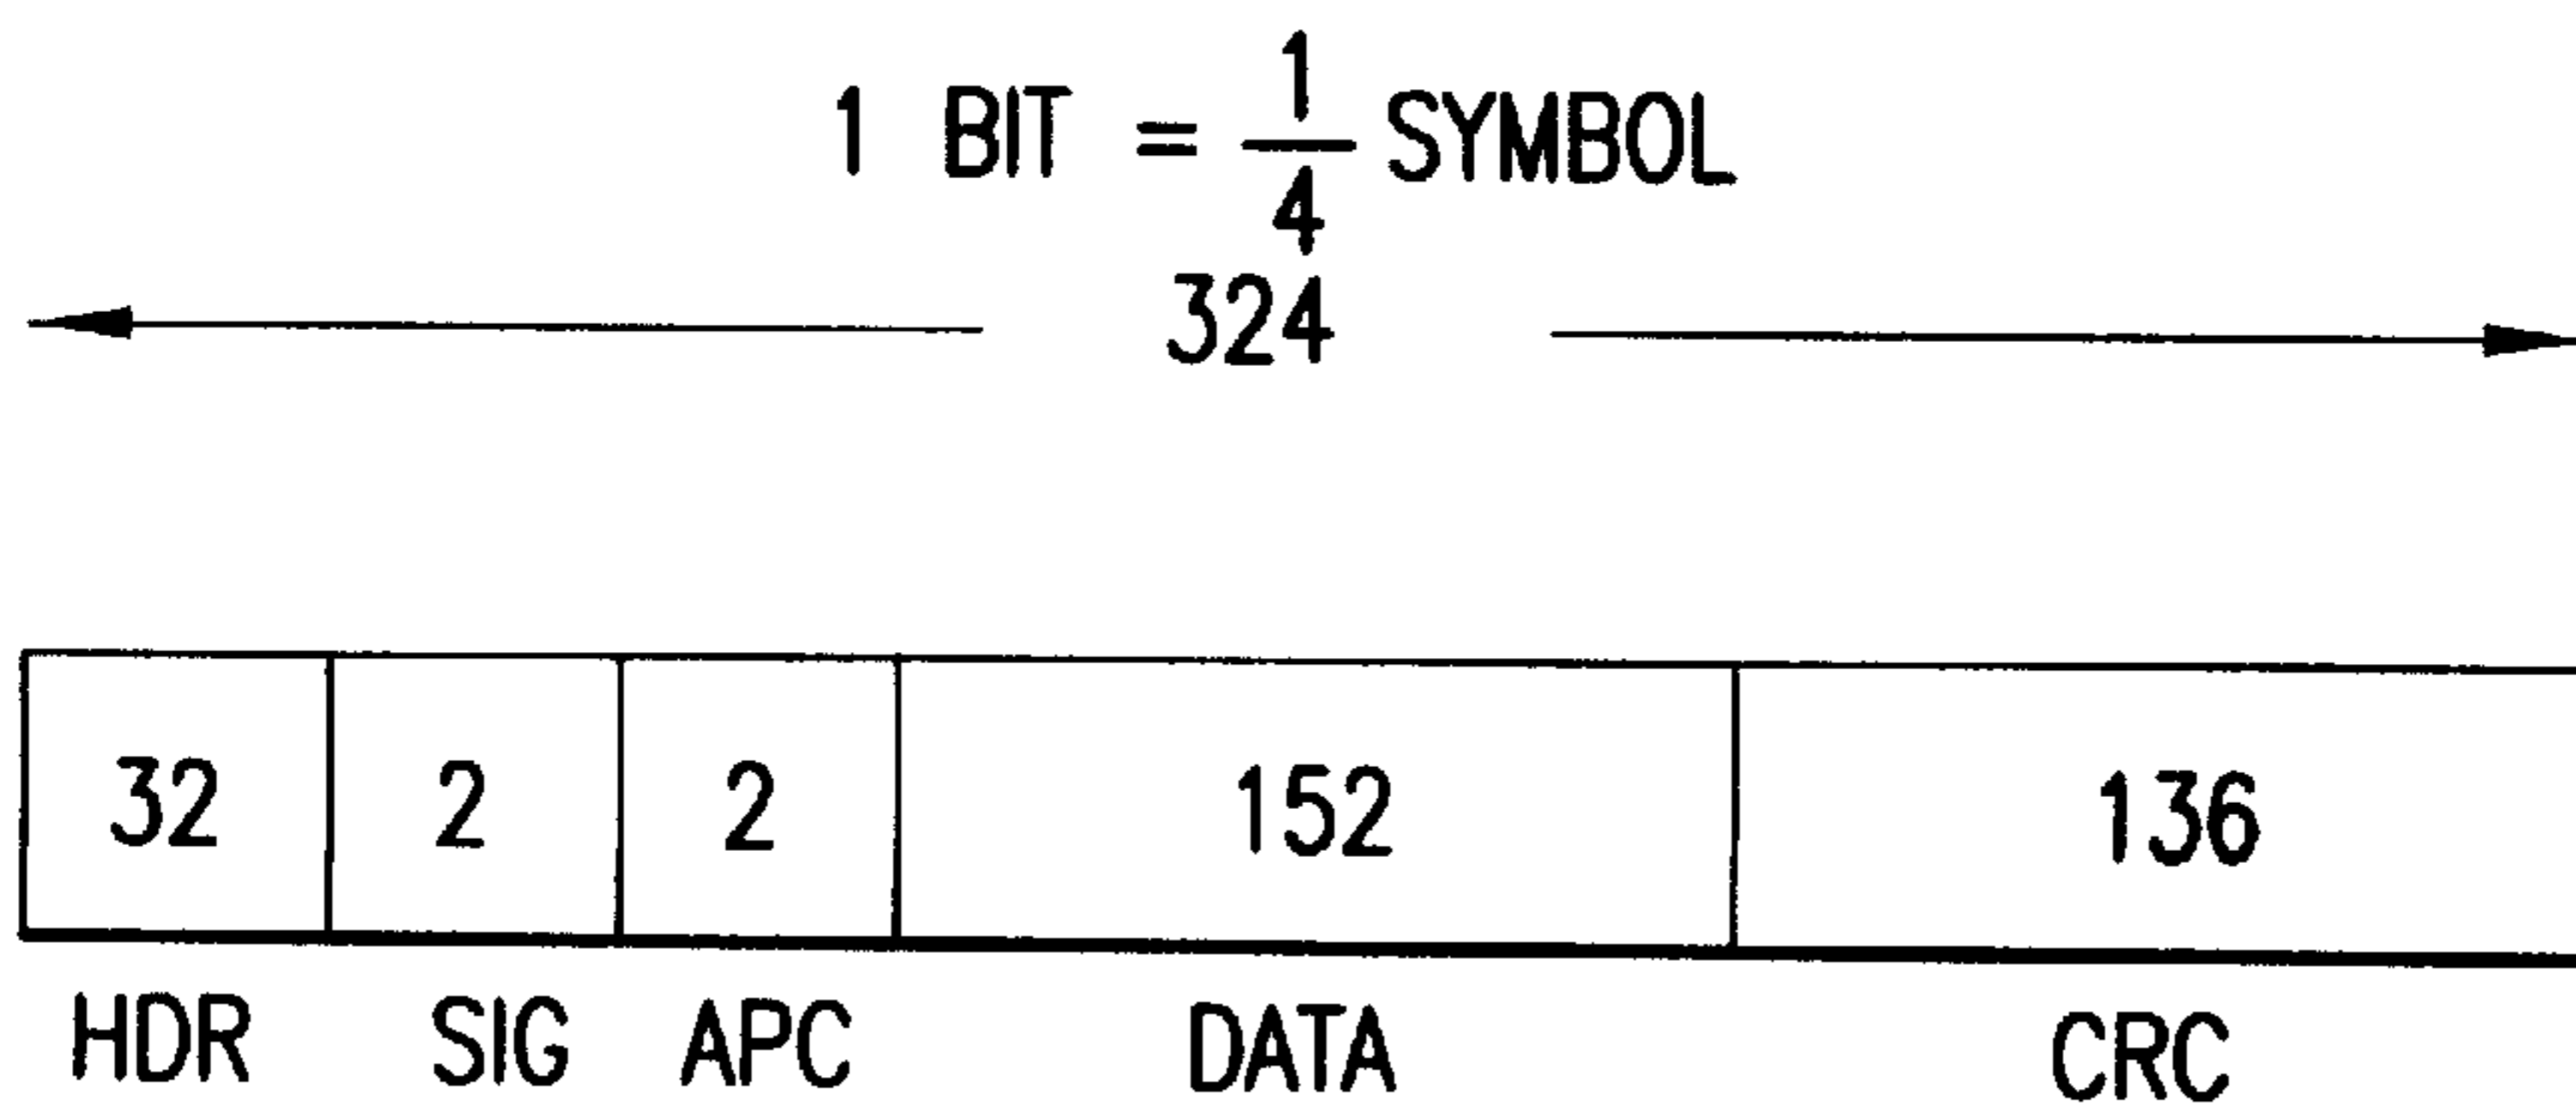 1 BIT = 1/4 SYMBOL
324
32 2 2 152 136
HDR SIG APC DATA CRC